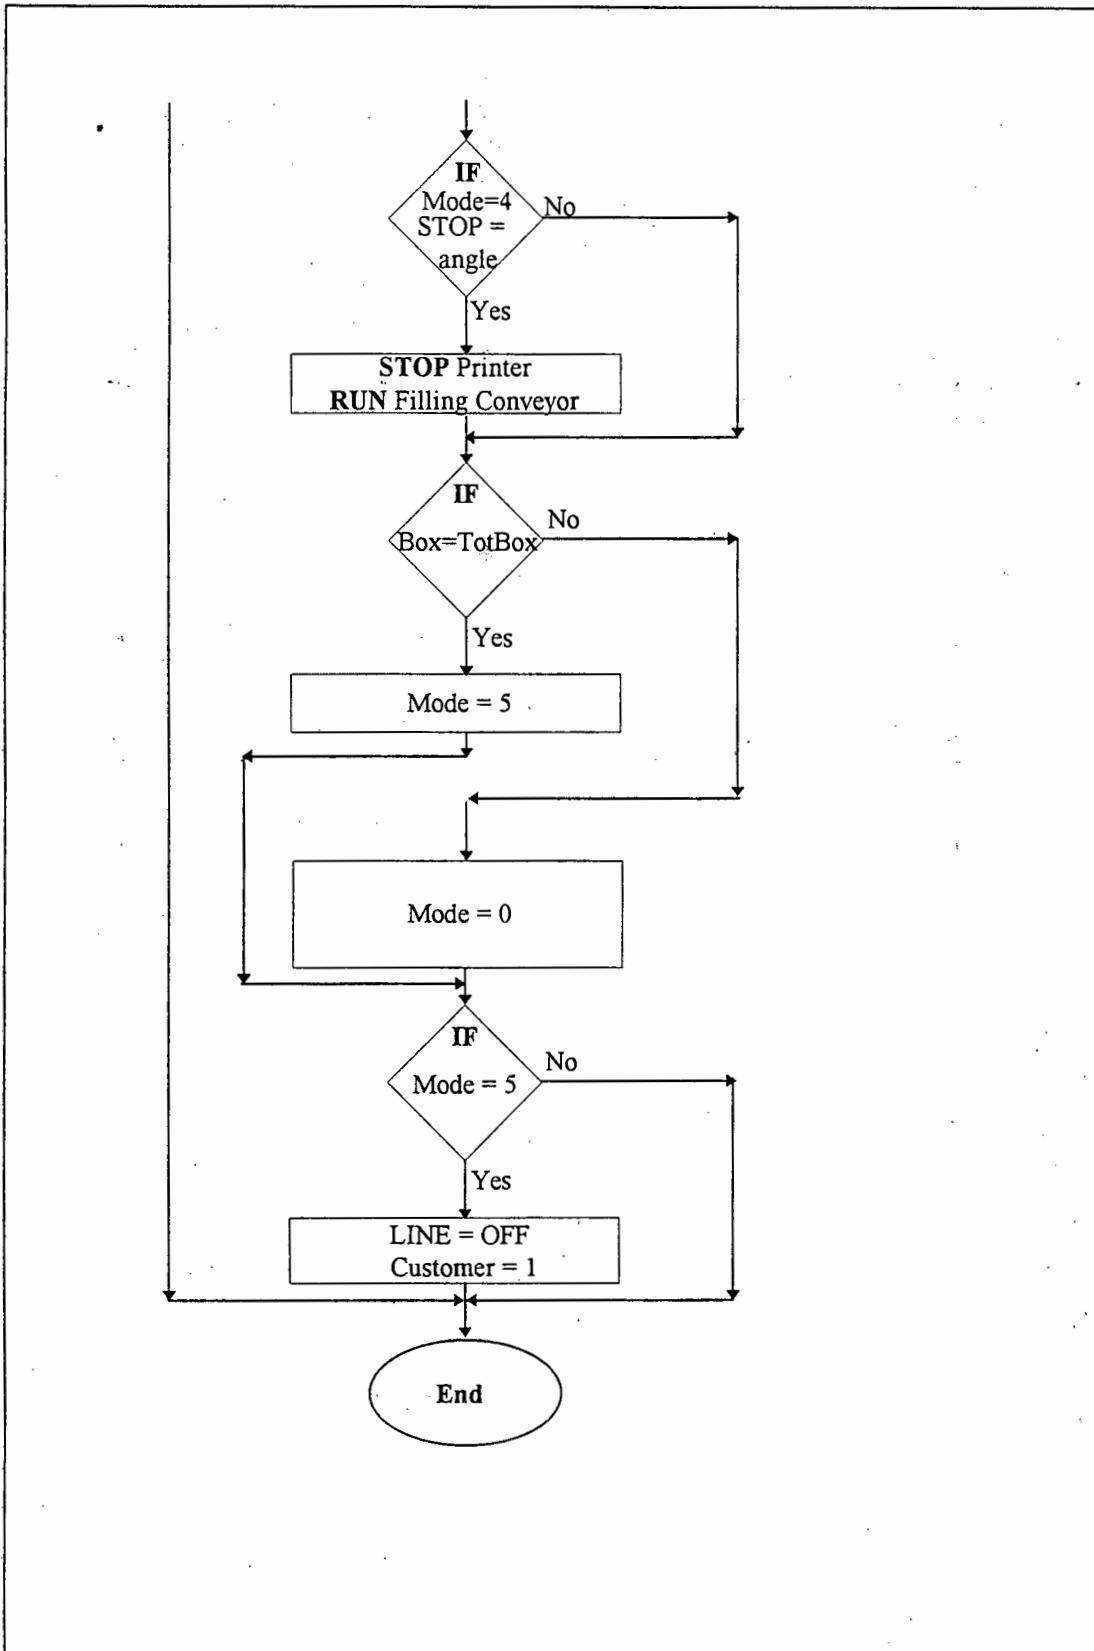 IF
Mode=4
No
STOP =
angle
Yes
STOP Printer
RUN Filling Conveyor
IF
No
Box=TotBox
Yes
Mode = 5
Mode = 0
IF
No
Mode = 5
Yes
LINE = OFF
Customer = 1
End